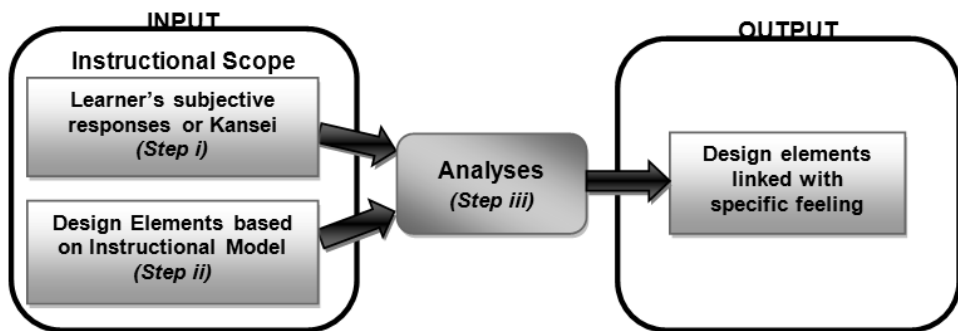 INPUT
Instructional Scope
Learner's subjective
responses or Kansei
(Step i)
Design Elements based
on Instructional Model
(Step ii)
Analyses
(Step iii)
OUTPUT
Design elements
linked with
specific feeling